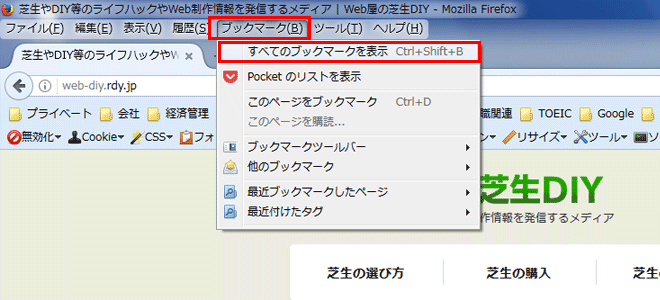 芝生やDIY等のライフハックやWeb制作情報を発信するメディア | Web屋の芝生DIY - Mozilla Firefox
ファイル(F) 編集(E) 表示(V) 履歴(S) ブックマーク(B) ツール(T) ヘルプ(H)
芝生やDIY等のライフハックやW
すべてのブックマークを表示 Ctrl+Shift+B
web-diy.rdy.jp
Pocket のリストを表示
このページをブックマーク Ctrl+D
プライベート 会社 経済管理 職関連 TOEIC Google
このページを購読...
無効化 Cookie CSS フォ リサイズ ツール ソ
ブックマークツールバー
他のブックマーク
最近ブックマークしたページ
最近付けたタグ
芝生DIY
作情報を発信するメディア
芝生の選び方 芝生の購入